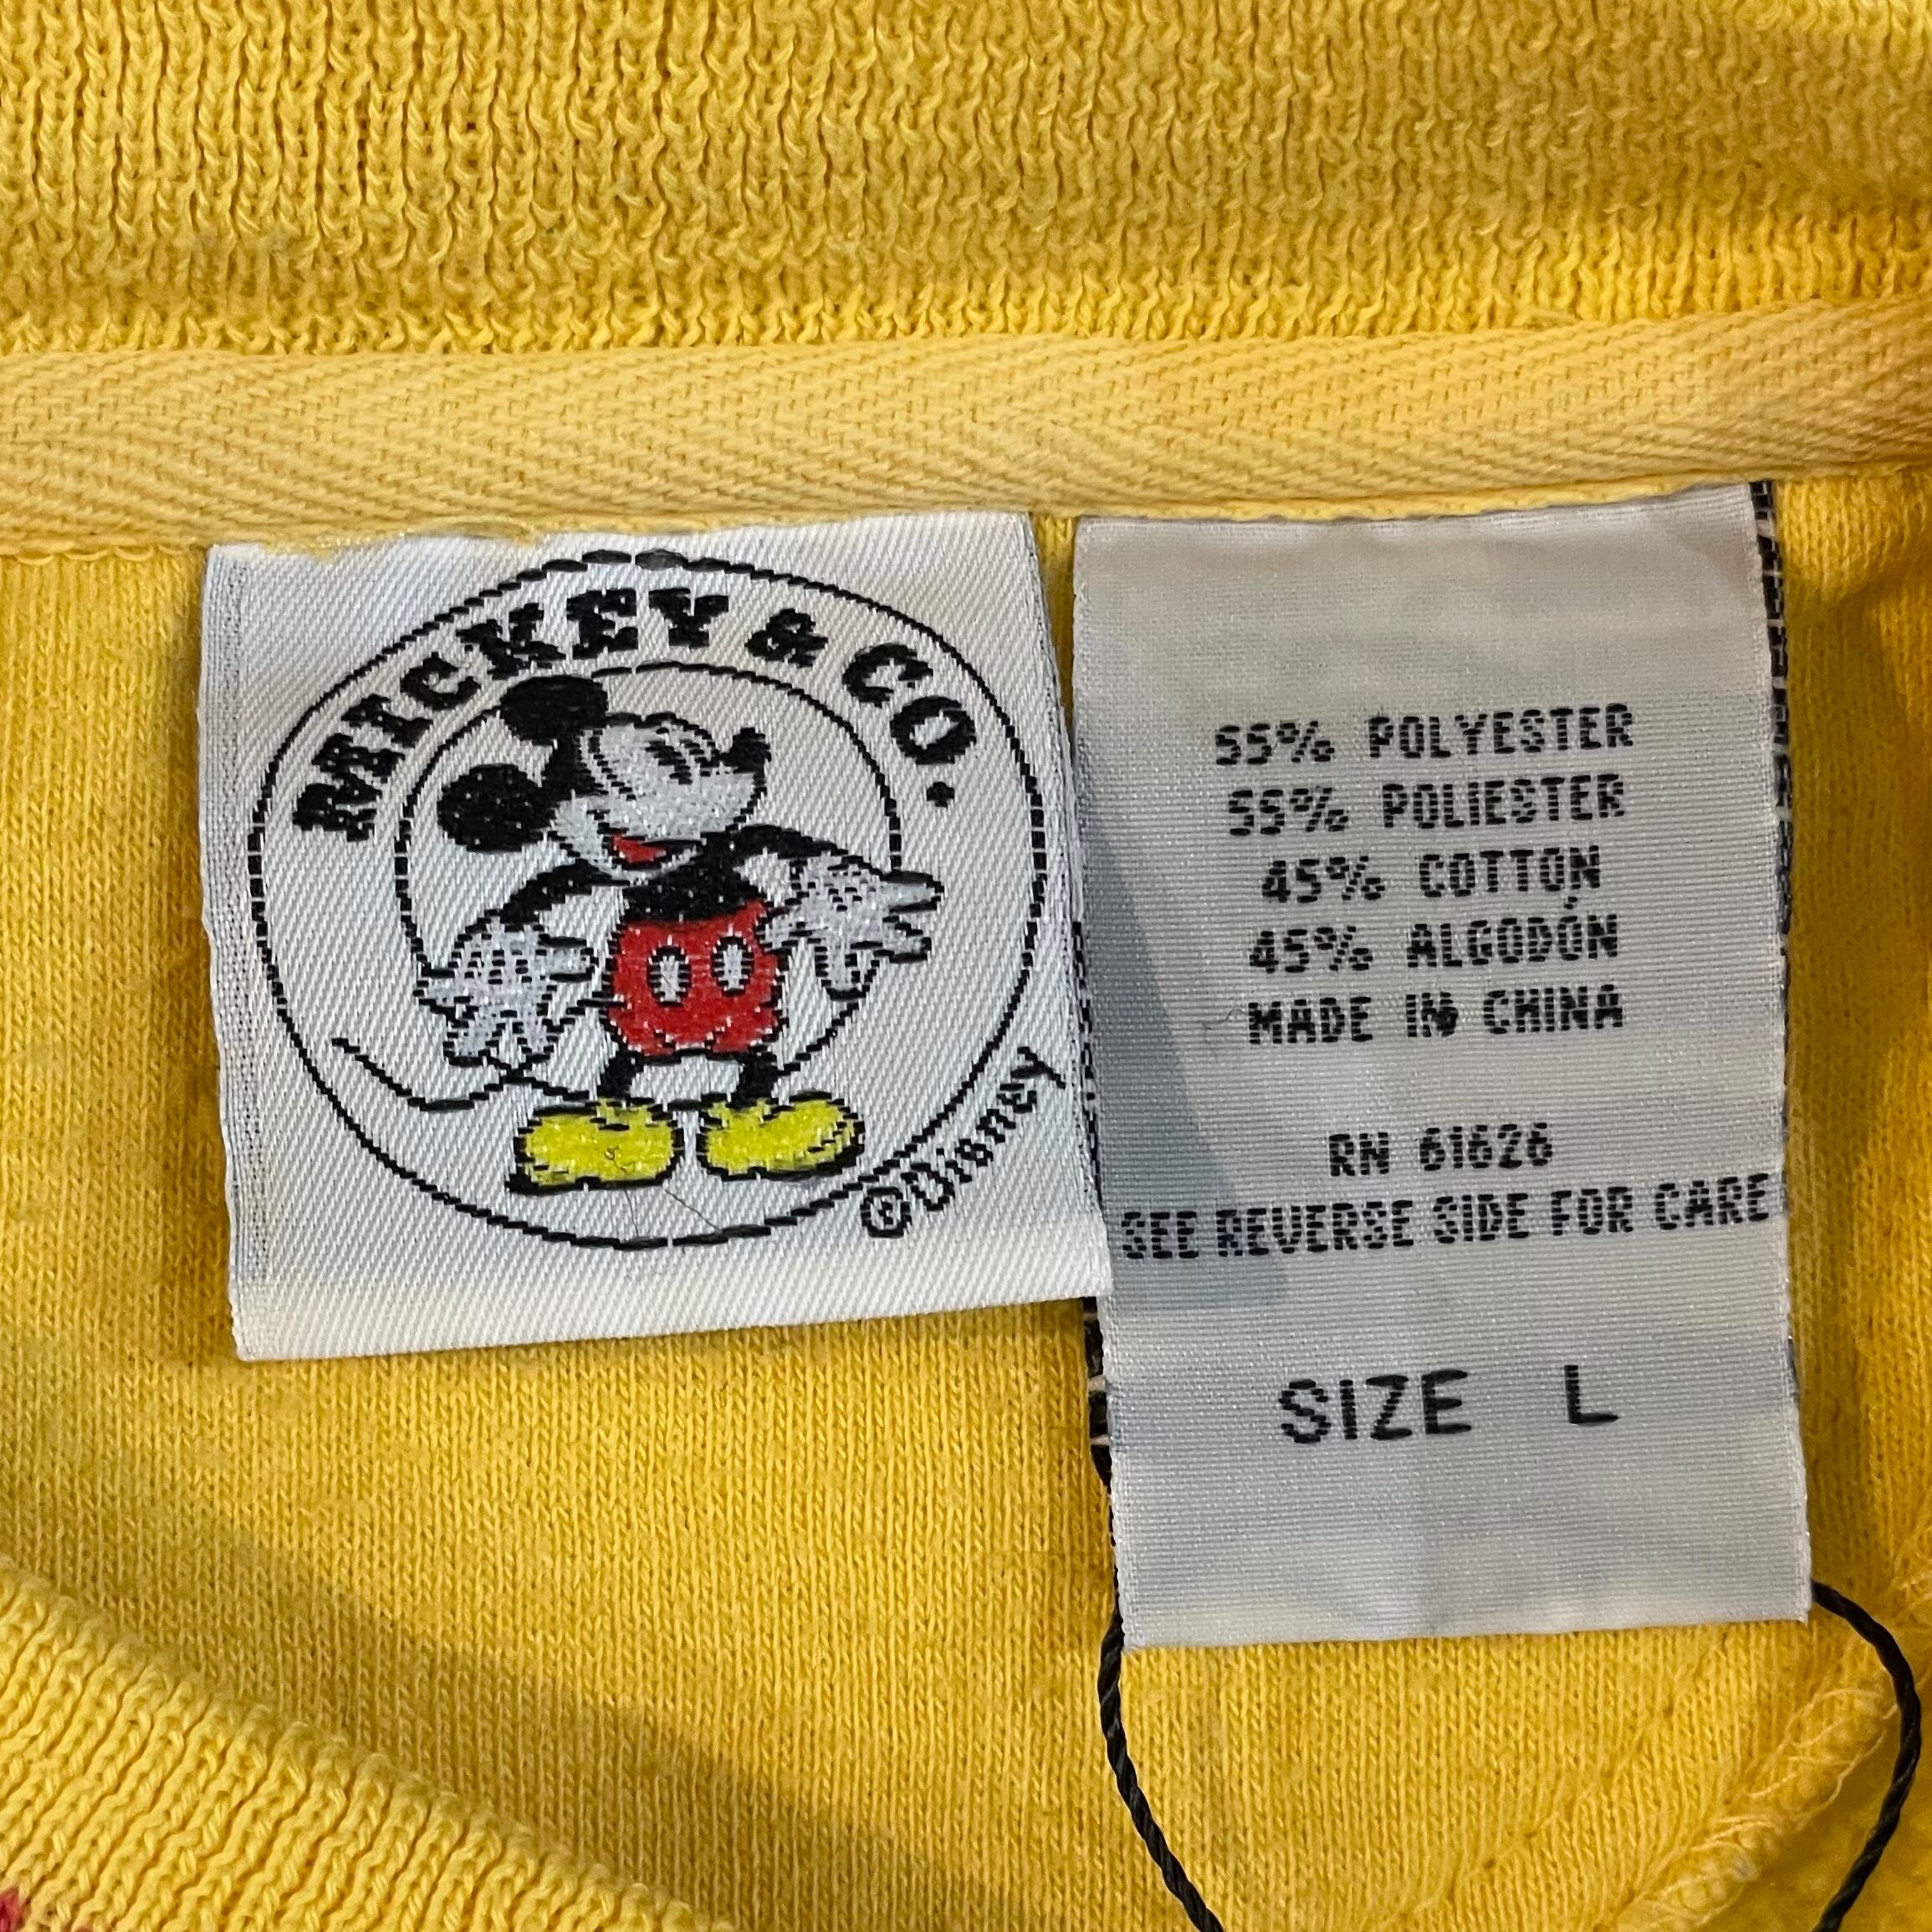 MICKEY & CO.
©Disney
55% POLYESTER
55% POLIESTER
45% COTTON
45% ALGODÓN
MADE IN CHINA
RN 61626
SEE REVERSE SIDE FOR CARE
SIZE L